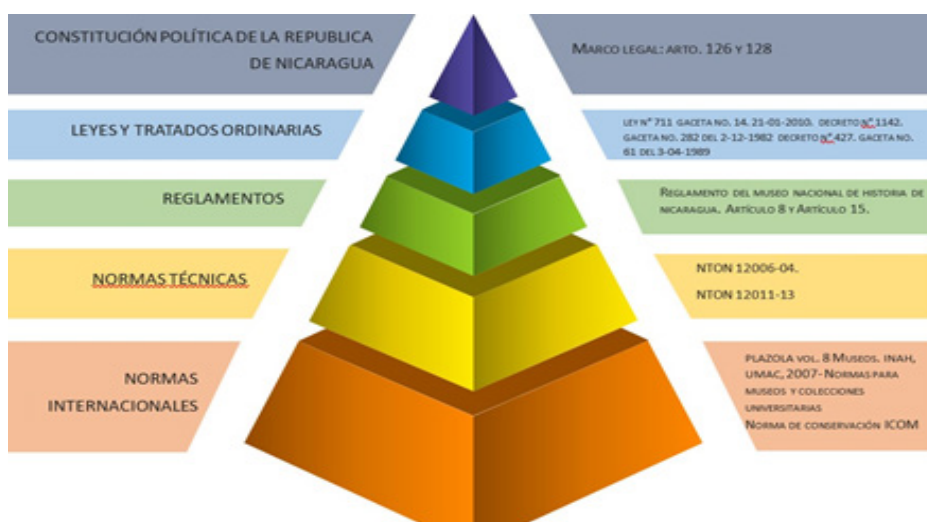 CONSTITUCIÓN POLÍTICA DE LA REPUBLICA
DE NICARAGUA
MARCO LEGAL: ARTO. 126 Y 128
LEYES Y TRATADOS ORDINARIAS
LEY N° 711 GACETA NO. 14. 21-01-2010. DECRETO N° 1142.
GACETA NO. 282 DEL 2-12-1982 DECRETO N° 427. GACETA NO.
61 DEL 3-04-1989
REGLAMENTOS
REGLAMENTO DEL MUSEO NACIONAL DE HISTORIA DE
NICARAGUA. ARTÍCULO 8 Y ARTÍCULO 15.
NORMAS TÉCNICAS
NTON 12006-04.
NTON 12011-13
NORMAS
INTERNACIONALES
PLAZOLA VOL. 8 MUSEOS. INAH,
UMAC, 2007- NORMAS PARA
MUSEOS Y COLECCIONES
UNIVERSITARIAS
NORMA DE CONSERVACIÓN ICOM